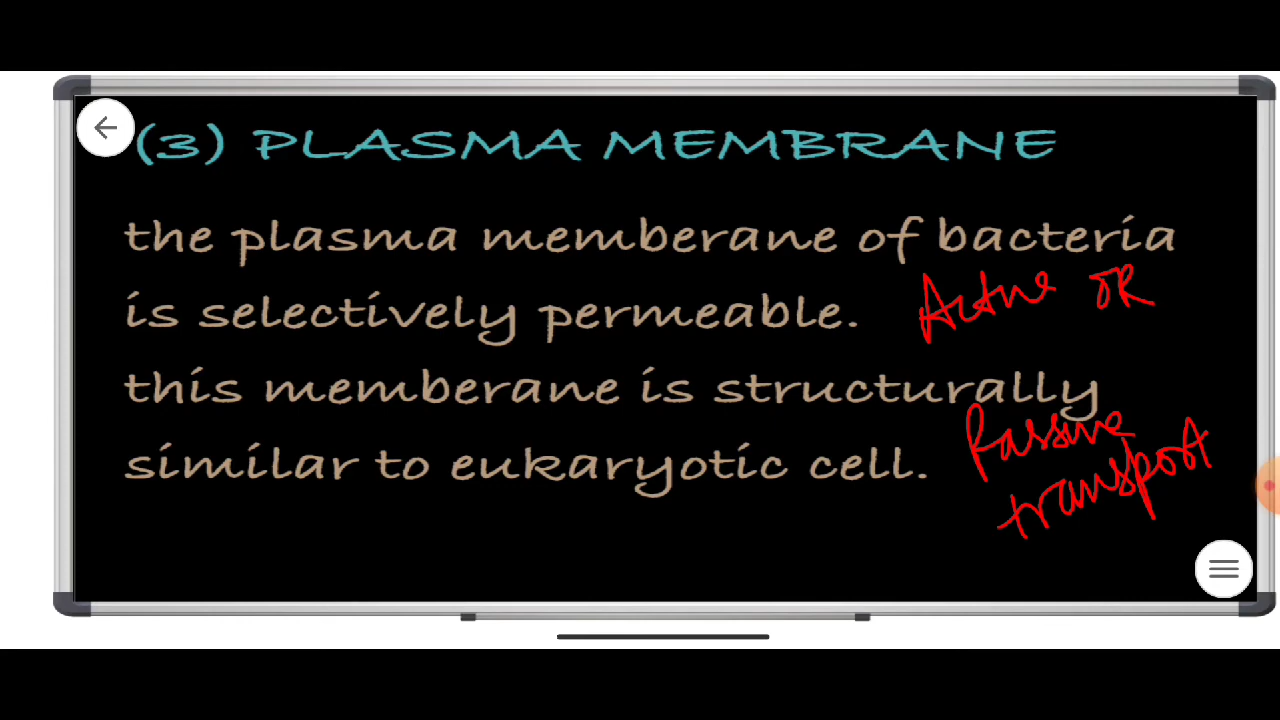 (3) PLASMA MEMBRANE
the plasma memberane of bacteria
is selectively permeable.
Active OR
this memberane is structurally
similar to eukaryotic cell.
Passive
transport